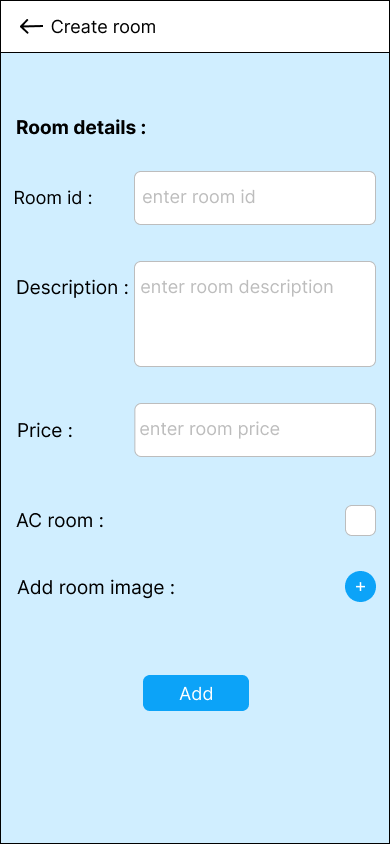 Create room
Room details :
Room id :
enter room id
Description :
enter room description
Price :
enter room price
AC room :
Add room image :
+
Add